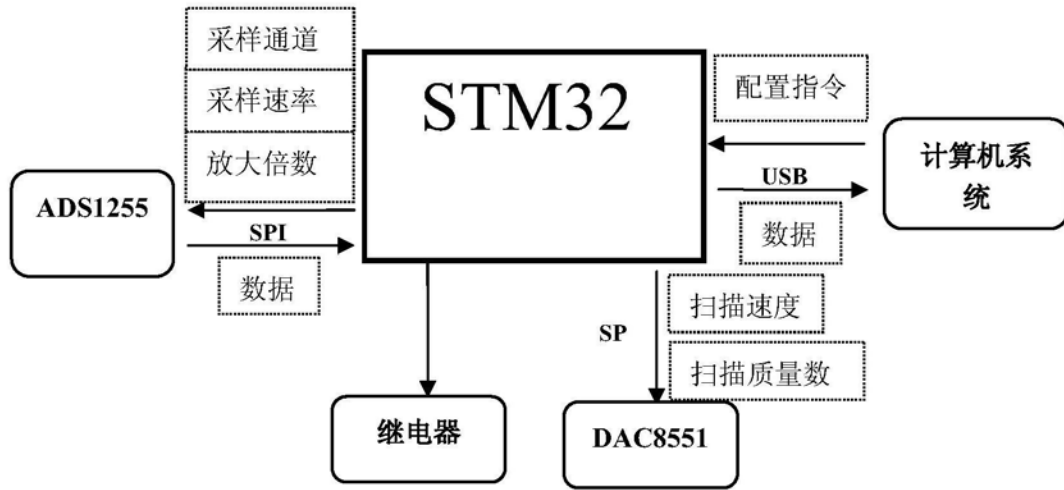 采样通道
采样速率
放大倍数
STM32
配置指令
计算机系
统
ADS1255
SPI
数据
USB
数据
SP
扫描速度
扫描质量数
继电器
DAC8551